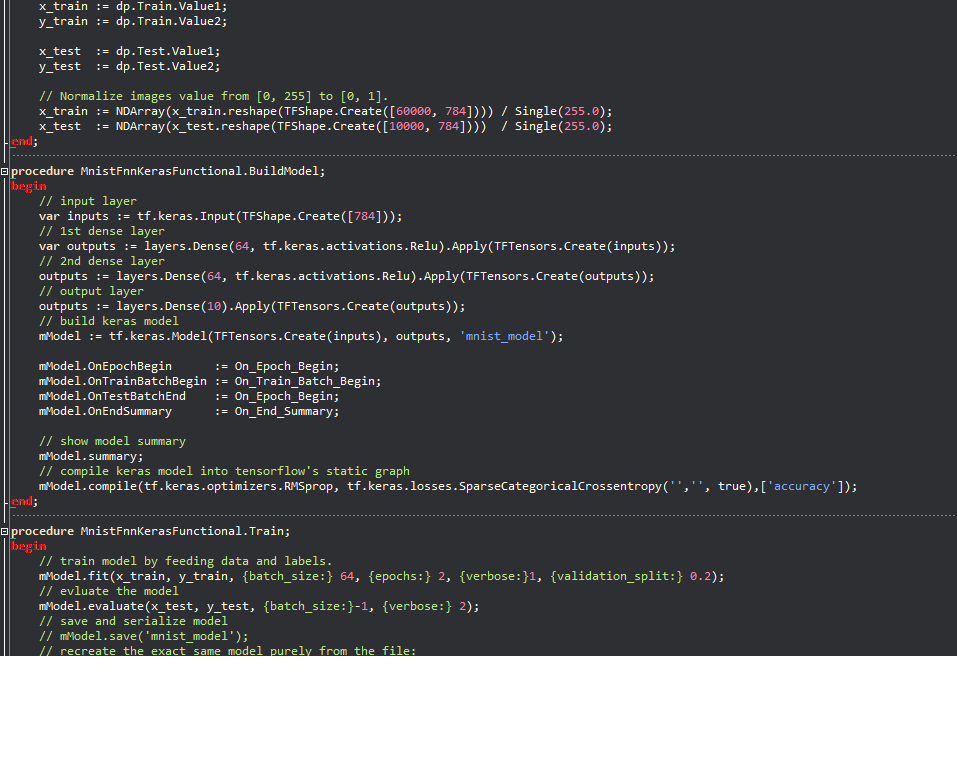 x_train := dp.Train.Value1;
y_train := dp.Train.Value2;
x_test  := dp.Test.Value1;
y_test  := dp.Test.Value2;
// Normalize images value from [0, 255] to [0, 1].
x_train := NDArray(x_train.reshape(TFShape.Create([60000, 784]))) / Single(255.0);
x_test  := NDArray(x_test.reshape(TFShape.Create([10000, 784])))  / Single(255.0);
end;
procedure MnistFnnKerasFunctional.BuildModel;
begin
// input layer
var inputs := tf.keras.Input(TFShape.Create([784]));
// 1st dense layer
var outputs := layers.Dense(64, tf.keras.activations.Relu).Apply(TFTensors.Create(inputs));
// 2nd dense layer
outputs := layers.Dense(64, tf.keras.activations.Relu).Apply(TFTensors.Create(outputs));
// output layer
outputs := layers.Dense(10).Apply(TFTensors.Create(outputs));
// build keras model
mModel := tf.keras.Model(TFTensors.Create(inputs), outputs, 'mnist_model');
mModel.OnEpochBegin      := On_Epoch_Begin;
mModel.OnTrainBatchBegin := On_Train_Batch_Begin;
mModel.OnTestBatchEnd    := On_Epoch_Begin;
mModel.OnEndSummary      := On_End_Summary;
// show model summary
mModel.summary;
// compile keras model into tensorflow's static graph
mModel.compile(tf.keras.optimizers.RMSprop, tf.keras.losses.SparseCategoricalCrossentropy('','', true),['accuracy']);
end;
procedure MnistFnnKerasFunctional.Train;
begin
// train model by feeding data and labels.
mModel.fit(x_train, y_train, {batch_size:} 64, {epochs:} 2, {verbose:}1, {validation_split:} 0.2);
// evluate the model
mModel.evaluate(x_test, y_test, {batch_size:}-1, {verbose:} 2);
// save and serialize model
// mModel.save('mnist_model');
// recreate the exact same model purely from the file: